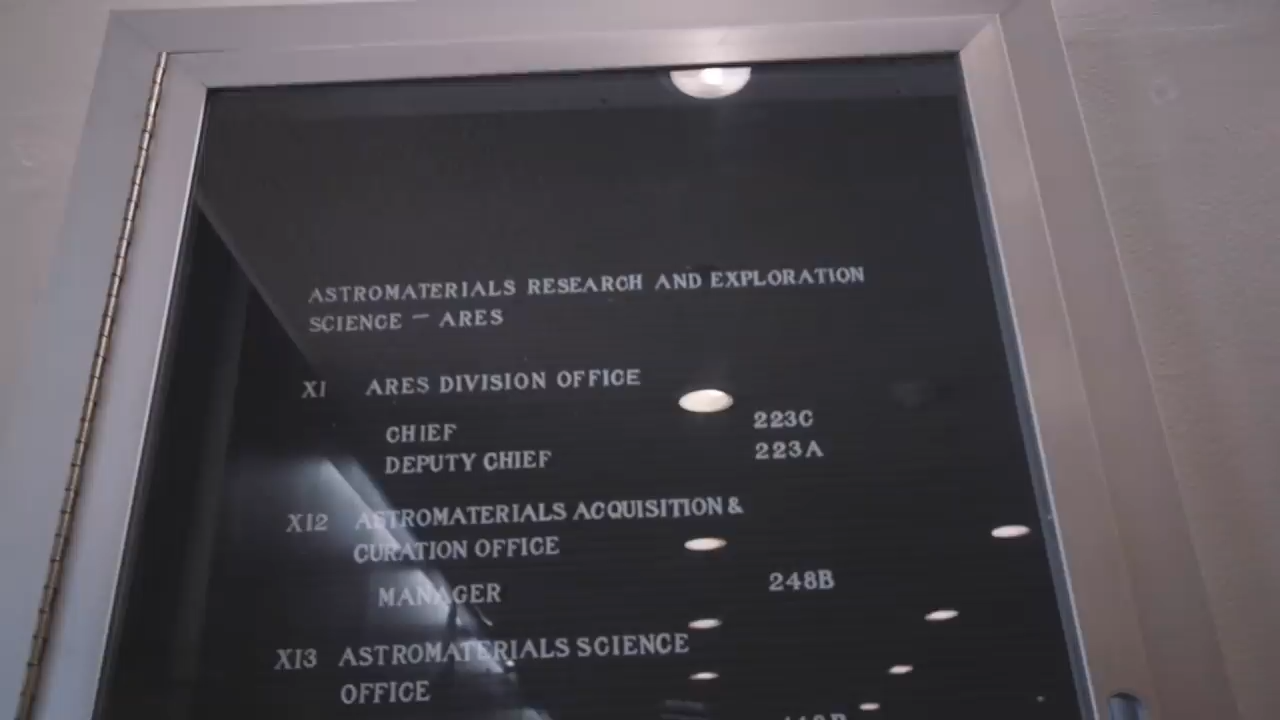 ASTROMATERIALS RESEARCH AND EXPLORATION
SCIENCE - ARES
XI ARES DIVISION OFFICE
CHIEF 223C
DEPUTY CHIEF 223A
XI2 ASTROMATERIALS ACQUISITION &
CURATION OFFICE
MANAGER 248B
XI3 ASTROMATERIALS SCIENCE
OFFICE